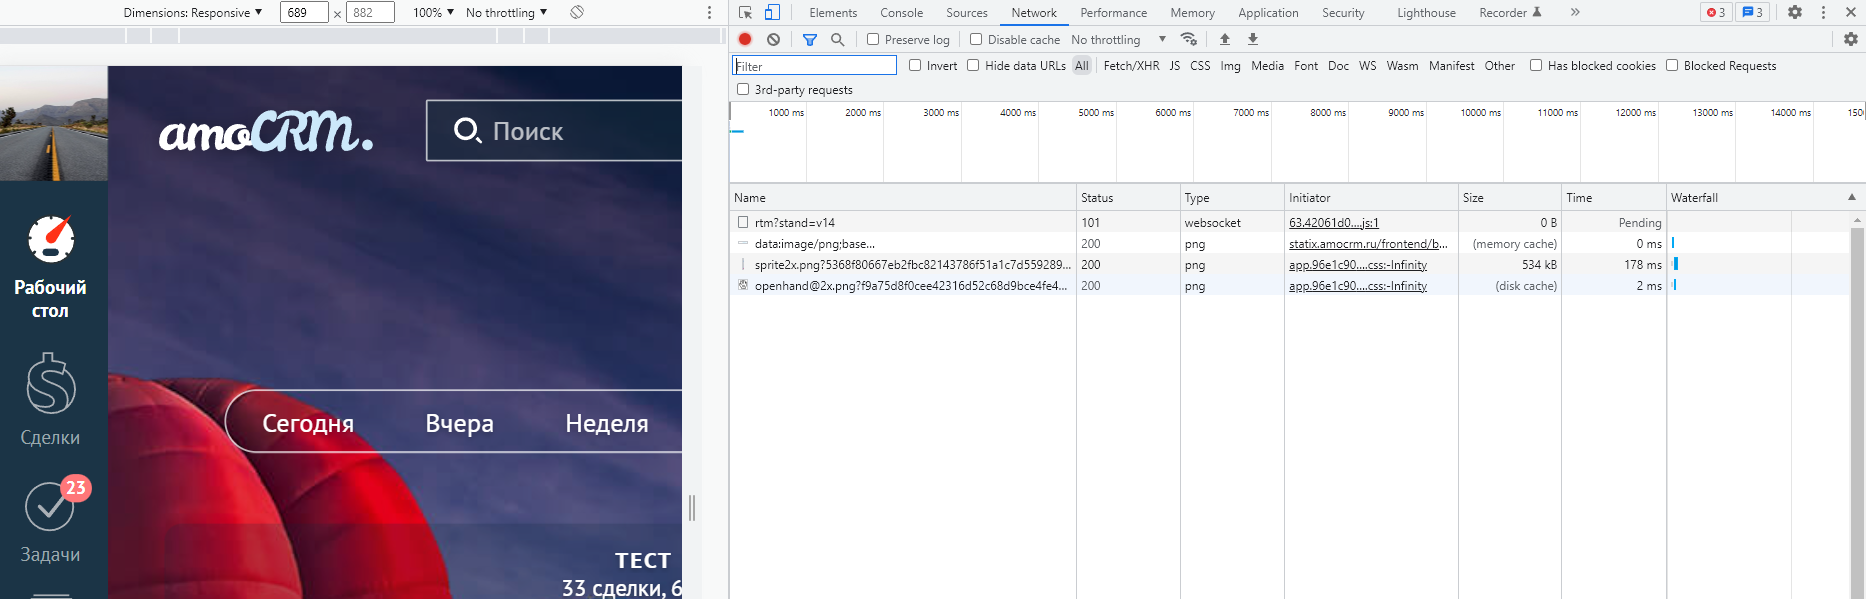 Dimensions: Responsive ▼ 689 × 882 100% ▼ No throttling ▼
Elements Console Sources Network Performance Memory Application Security Lighthouse Recorder » 3 3
Preserve log Disable cache No throttling ▼
Filter Invert Hide data URLs All Fetch/XHR JS CSS Img Media Font Doc WS Wasm Manifest Other Has blocked cookies Blocked Requests
3rd-party requests
1000 ms 2000 ms 3000 ms 4000 ms 5000 ms 6000 ms 7000 ms 8000 ms 9000 ms 10000 ms 11000 ms 12000 ms 13000 ms 14000 ms 150
Name Status Type Initiator Size Time Waterfall
rtm?stand=v14 101 websocket 63.42061d0....js:1 0 B Pending
data:image/png;base... 200 png statix.amocrm.ru/frontend/b... (memory cache) 0 ms
sprite2x.png?5368f80667eb2fbc82143786f51a1c7d559289... 200 png app.96e1c90....css:-Infinity 534 kB 178 ms
openhand@2x.png?f9a75d8f0cee42316d52c68d9bce4fe4... 200 png app.96e1c90....css:-Infinity (disk cache) 2 ms
amoCRM.
Поиск
Рабочий
стол
Сделки
23
Задачи
Сегодня Вчера Неделя
ТЕСТ
33 сделки, 6